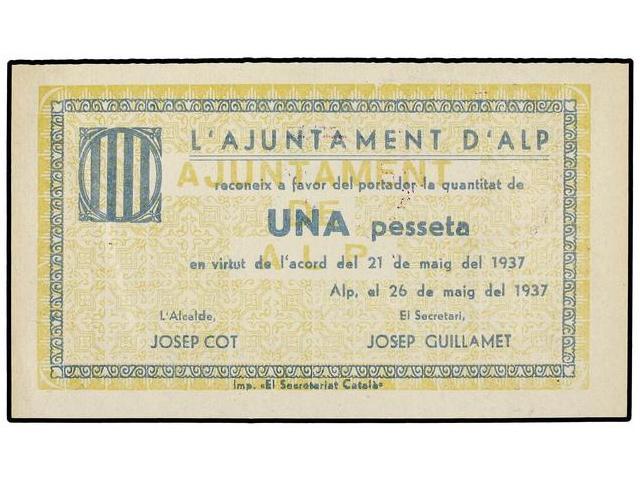 L'AJUNTAMENT D'ALP
AJUNTAMENT
reconeix a favor del portador la quantitat de
DE
UNA pesseta
ALP
en virtut de l'acord del 21 de maig del 1937
Alp, el 26 de maig del 1937
L'Alcalde, El Secretari,
JOSEP COT JOSEP GUILLAMET
Imp. «El Secretariat Català»